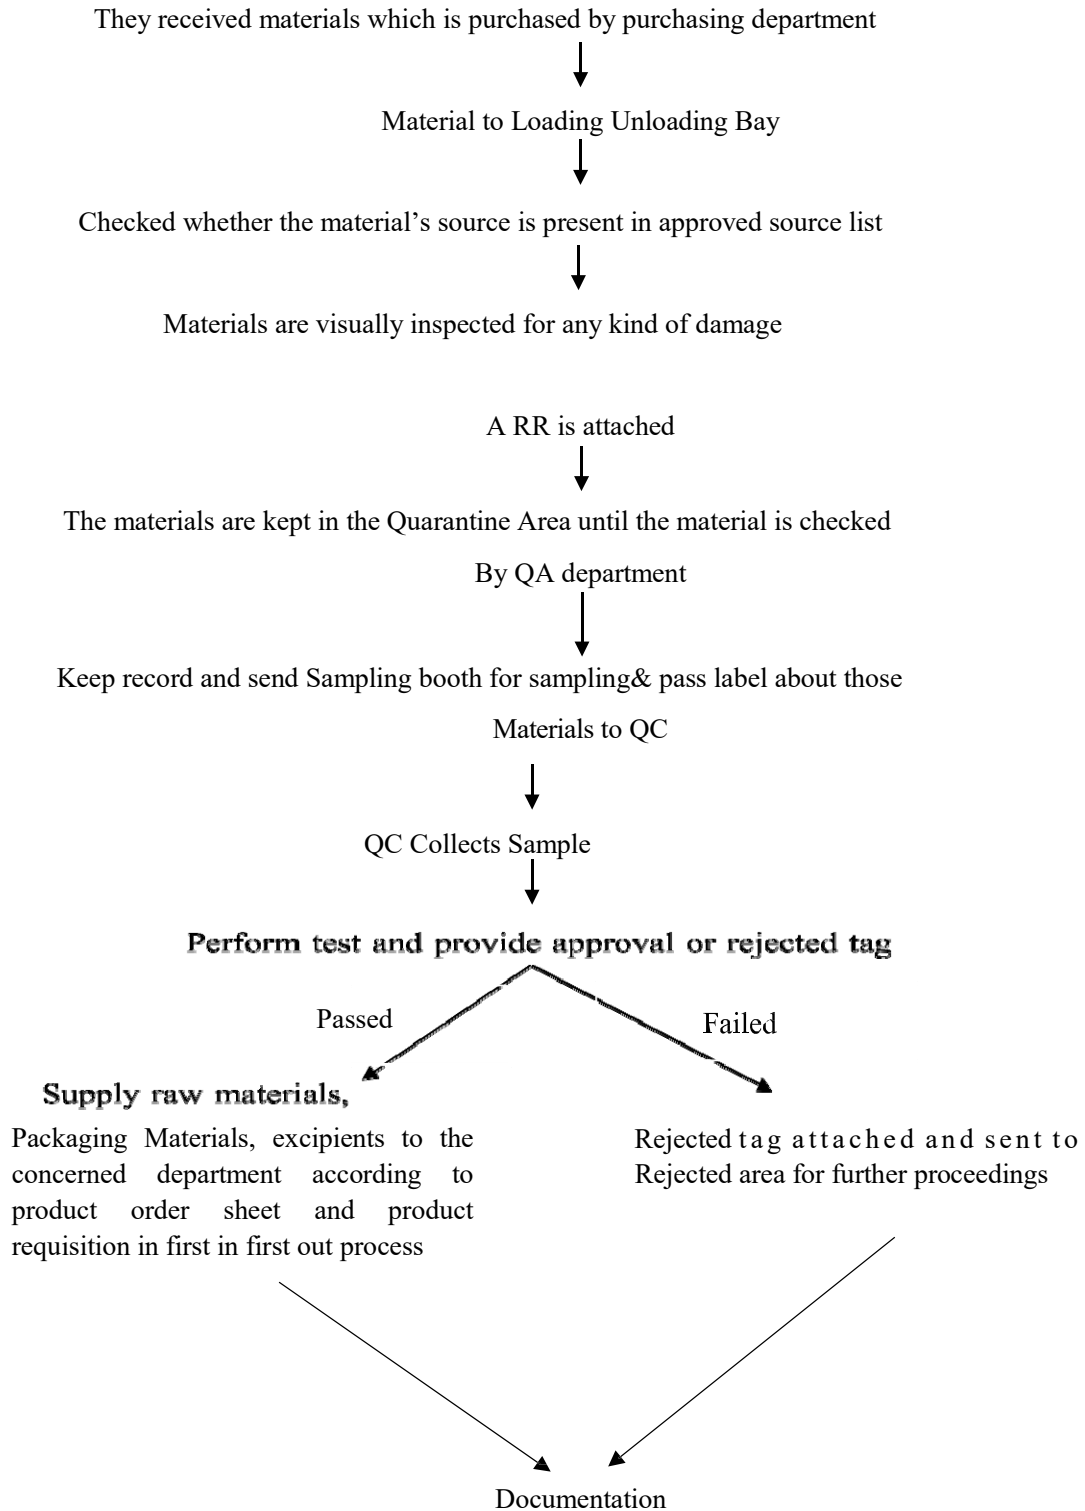 They received materials which is purchased by purchasing department
Material to Loading Unloading Bay
Checked whether the material’s source is present in approved source list
Materials are visually inspected for any kind of damage
A RR is attached
The materials are kept in the Quarantine Area until the material is checked
By QA department
Keep record and send Sampling booth for sampling& pass label about those
Materials to QC
QC Collects Sample
Perform test and provide approval or rejected tag
Passed
Failed
Supply raw materials,
Packaging Materials, excipients to the
concerned department according to
product order sheet and product
requisition in first in first out process
Rejected tag attached and sent to
Rejected area for further proceedings
Documentation